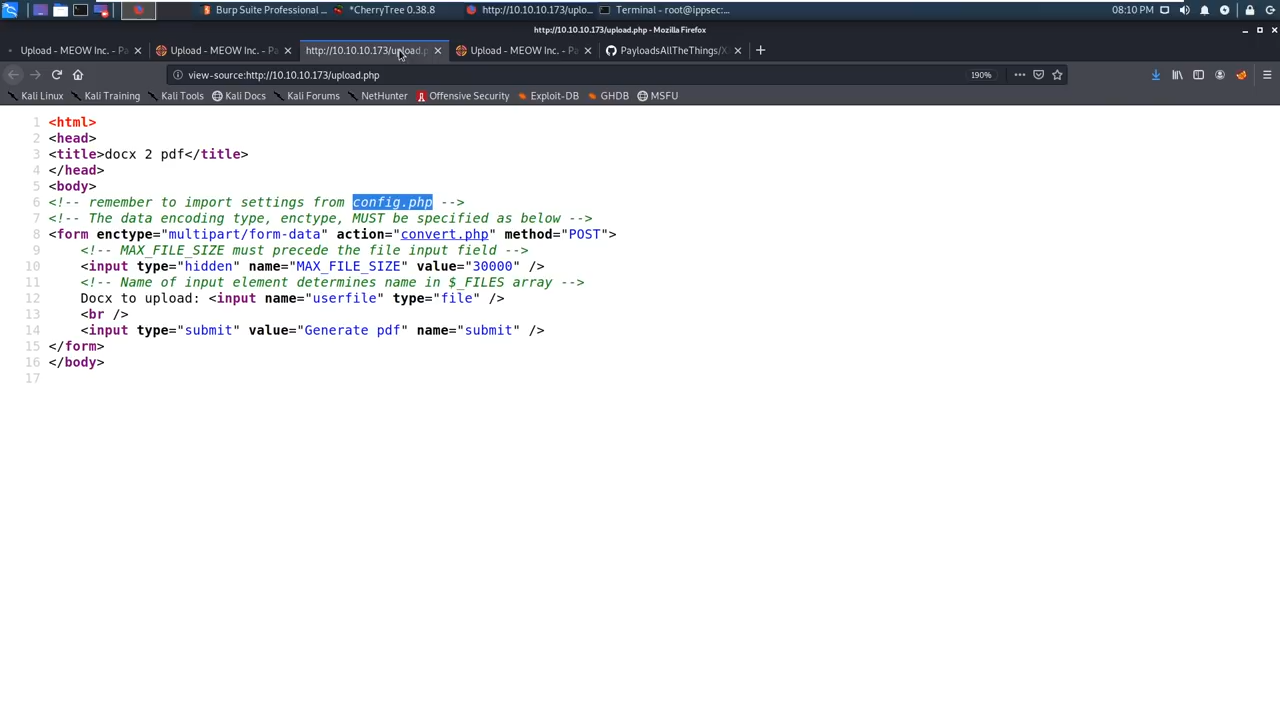 Burp Suite Professional ... *CherryTree 0.38.8 http://10.10.10.173/uplo... Terminal - root@ippsec:... 08:10 PM
http://10.10.10.173/upload.php - Mozilla Firefox
Upload - MEOW Inc. - Pa Upload - MEOW Inc. - Pa http://10.10.10.173/upload.p Upload - MEOW Inc. - Pa PayloadsAllTheThings/X
view-source:http://10.10.10.173/upload.php 190%
Kali Linux Kali Training Kali Tools Kali Docs Kali Forums NetHunter Offensive Security Exploit-DB GHDB MSFU
1 <html>
2 <head>
3 <title>docx 2 pdf</title>
4 </head>
5 <body>
6 <!-- remember to import settings from config.php -->
7 <!-- The data encoding type, enctype, MUST be specified as below -->
8 <form enctype="multipart/form-data" action="convert.php" method="POST">
9 <!-- MAX_FILE_SIZE must precede the file input field -->
10 <input type="hidden" name="MAX_FILE_SIZE" value="30000" />
11 <!-- Name of input element determines name in $_FILES array -->
12 Docx to upload: <input name="userfile" type="file" />
13 <br />
14 <input type="submit" value="Generate pdf" name="submit" />
15 </form>
16 </body>
17